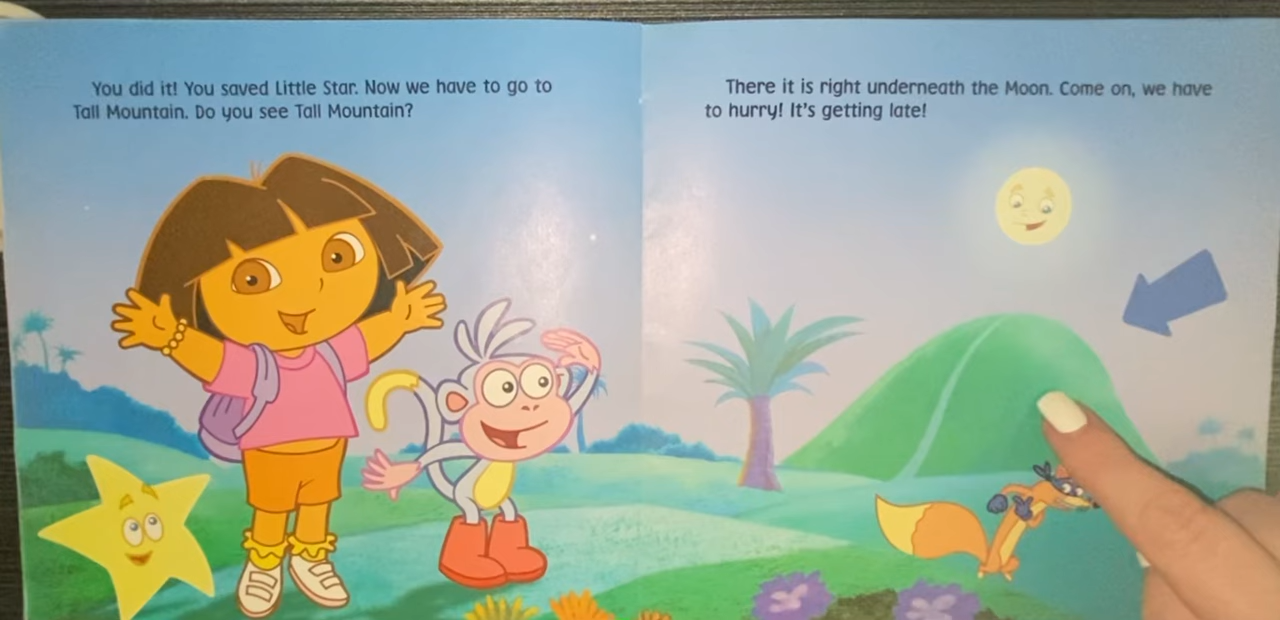 You did it! You saved Little Star. Now we have to go to
Tall Mountain. Do you see Tall Mountain?
There it is right underneath the Moon. Come on, we have
to hurry! It's getting late!